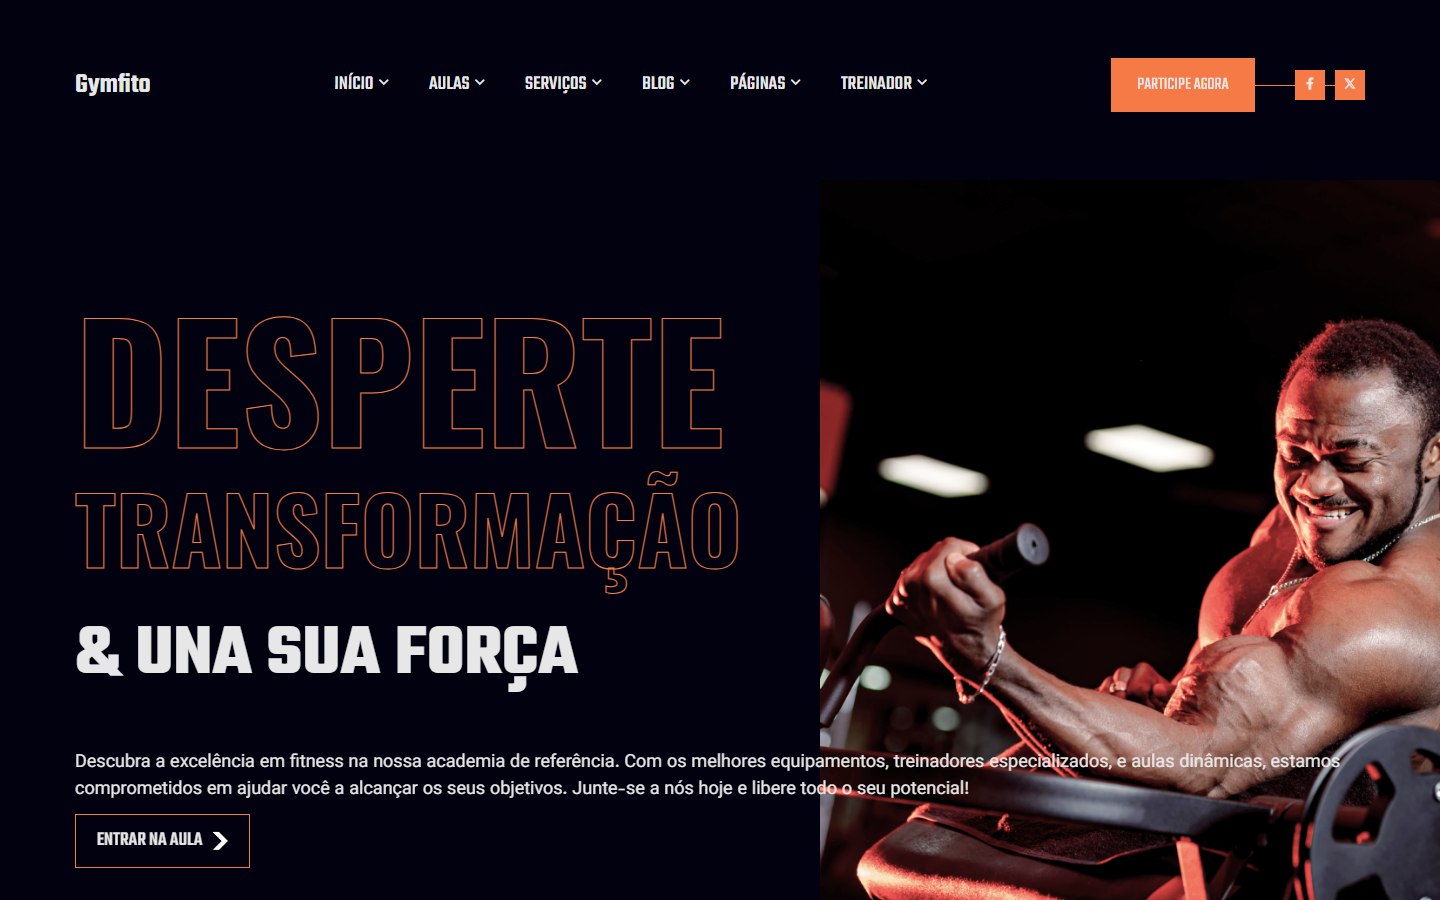 Gymfito
INÍCIO AULAS SERVIÇOS BLOG PÁGINAS TREINADOR
PARTICIPE AGORA
DESPERTE
TRANSFORMAÇÃO
& UNA SUA FORÇA
Descubra a excelência em fitness na nossa academia de referência. Com os melhores equipamentos, treinadores especializados, e aulas dinâmicas, estamos
comprometidos em ajudar você a alcançar os seus objetivos. Junte-se a nós hoje e libere todo o seu potencial!
ENTRAR NA AULA